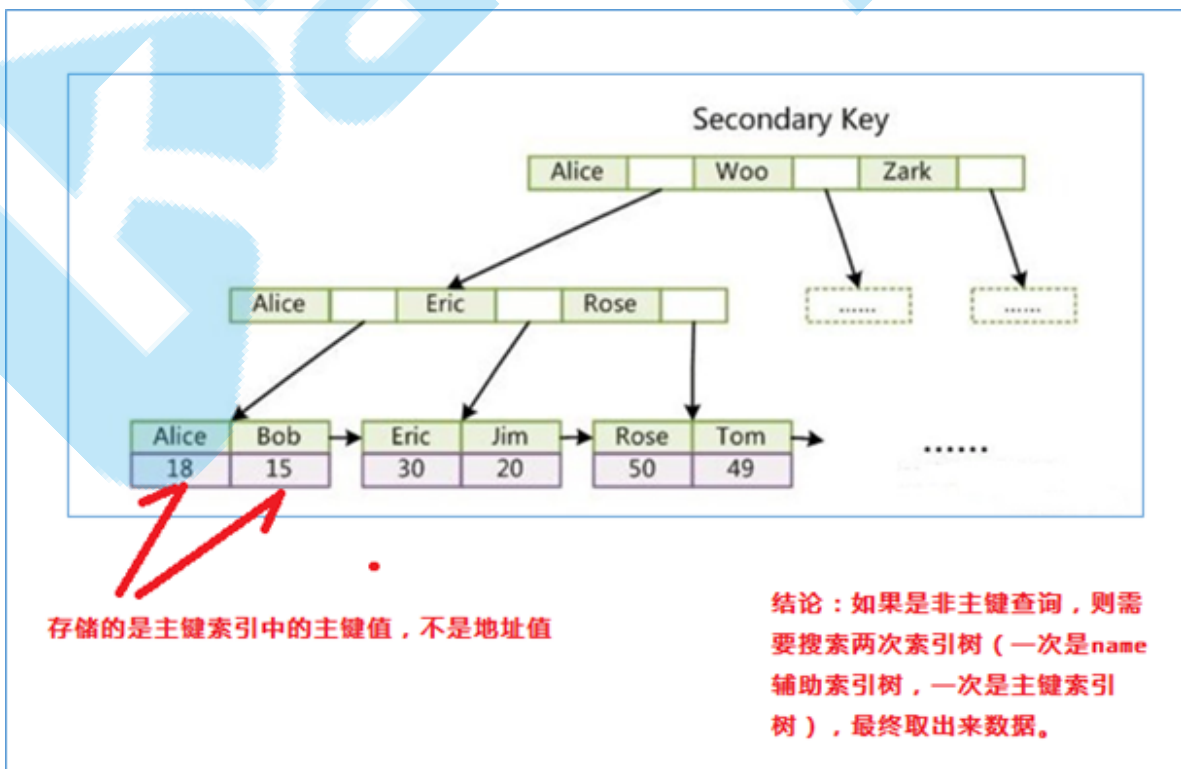 Secondary Key
Alice Woo Zark
Alice Eric Rose
...... ......
Alice Bob Eric Jim Rose Tom
18 15 30 20 50 49
......
存储的是主键索引中的主键值，不是地址值
结论：如果是非主键查询，则需
要搜索两次索引树（一次是name
辅助索引树，一次是主键索引
树），最终取出来数据。